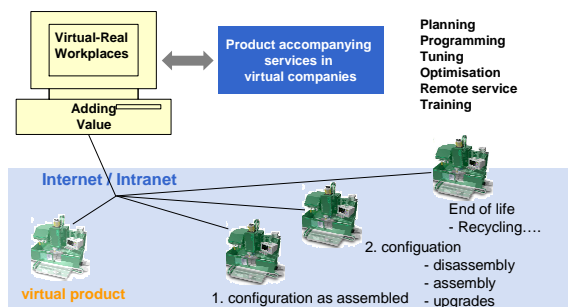 Virtual-Real
Workplaces
Product accompanying
services in
virtual companies
Planning
Programming
Tuning
Optimisation
Remote service
Training
Adding
Value
Internet / Intranet
End of life
- Recycling....
2. configuation
- disassembly
- assembly
- upgrades
virtual product
1. configuration as assembled